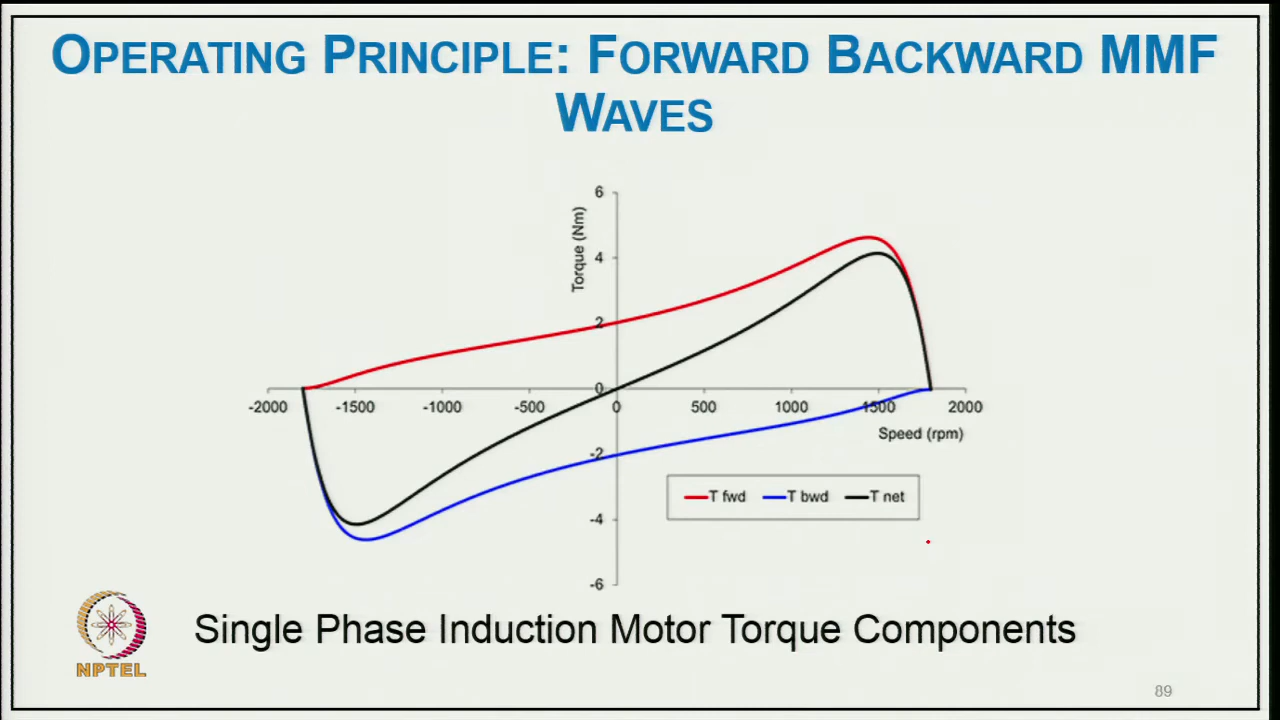 OPERATING PRINCIPLE: FORWARD BACKWARD MMF
WAVES
Torque (Nm)
6
4
2
0
-2
-4
-6
-2000 -1500 -1000 -500 0 500 1000 1500 2000
Speed (rpm)
T fwd T bwd T net
Single Phase Induction Motor Torque Components
NPTEL
89